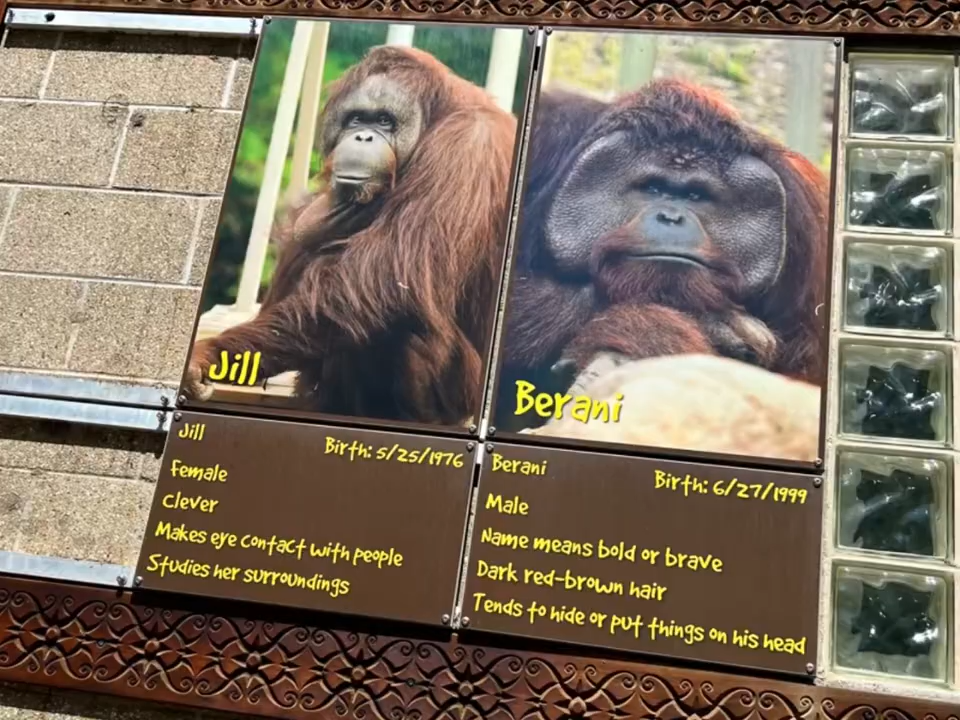 Jill
Berani
Jill
Birth: 5/25/1976
Female
Clever
Makes eye contact with people
Studies her surroundings
Berani
Birth: 6/27/1999
Male
Name means bold or brave
Dark red-brown hair
Tends to hide or put things on his head